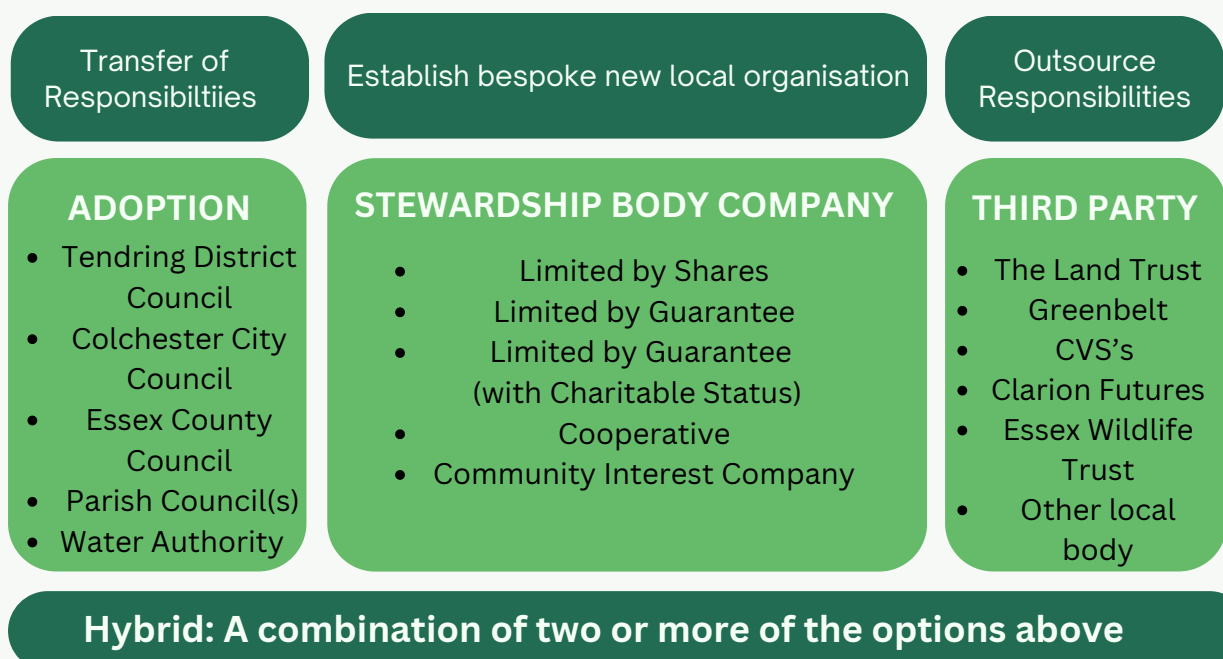 Transfer of
Responsibiltiies
Establish bespoke new local organisation
Outsource
Responsibilities
ADOPTION
• Tendring District
Council
• Colchester City
Council
• Essex County
Council
• Parish Council(s)
• Water Authority
STEWARDSHIP BODY COMPANY
• Limited by Shares
• Limited by Guarantee
• Limited by Guarantee
(with Charitable Status)
• Cooperative
• Community Interest Company
THIRD PARTY
• The Land Trust
• Greenbelt
• CVS’s
• Clarion Futures
• Essex Wildlife
Trust
• Other local
body
Hybrid: A combination of two or more of the options above